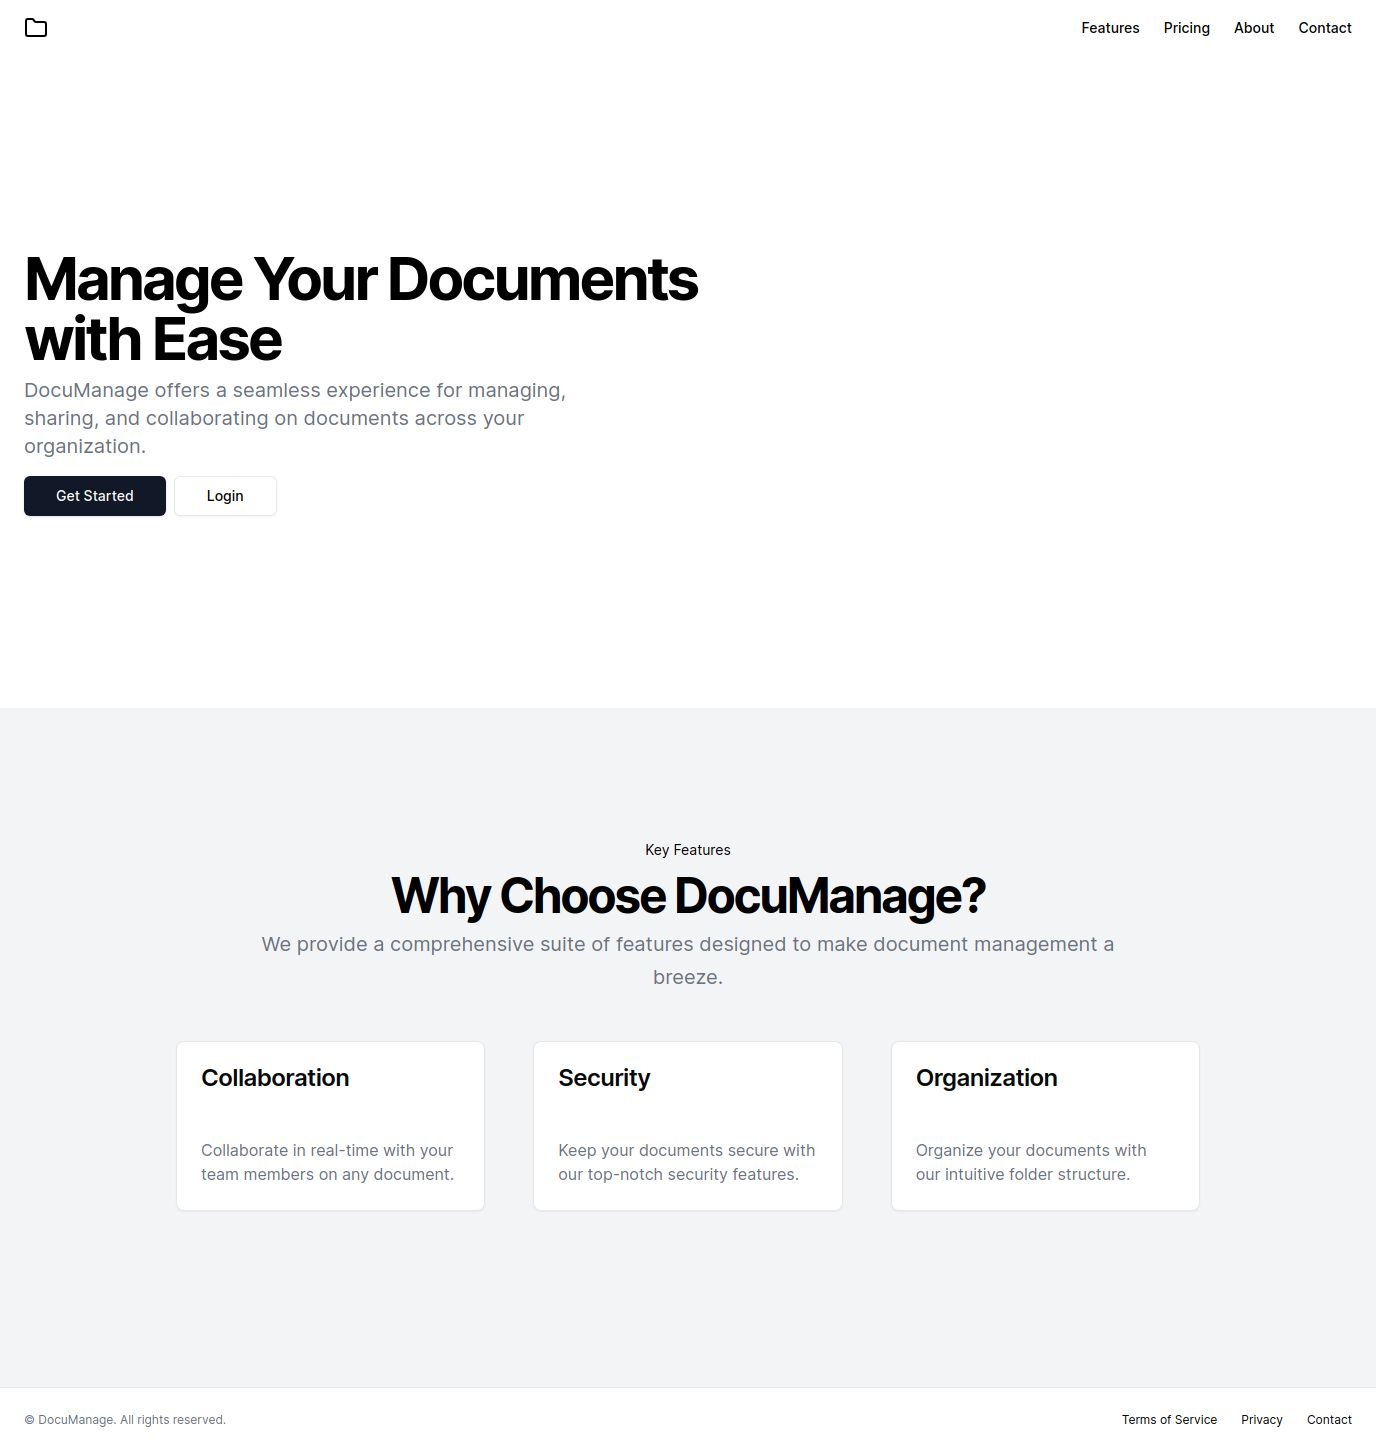 Features Pricing About Contact
Manage Your Documents
with Ease
DocuManage offers a seamless experience for managing,
sharing, and collaborating on documents across your
organization.
Get Started Login
Key Features
Why Choose DocuManage?
We provide a comprehensive suite of features designed to make document management a
breeze.
Collaboration
Collaborate in real-time with your
team members on any document.
Security
Keep your documents secure with
our top-notch security features.
Organization
Organize your documents with
our intuitive folder structure.
© DocuManage. All rights reserved.
Terms of Service Privacy Contact